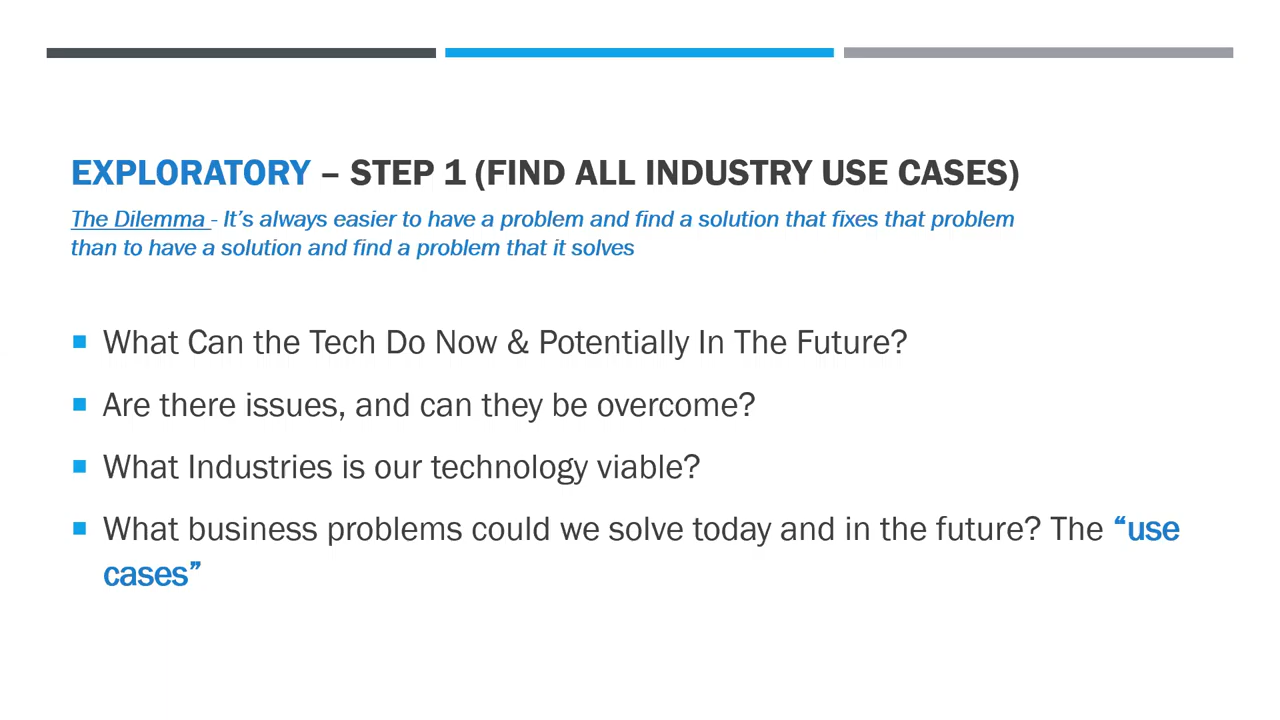 EXPLORATORY – STEP 1 (FIND ALL INDUSTRY USE CASES)
The Dilemma - It's always easier to have a problem and find a solution that fixes that problem
than to have a solution and find a problem that it solves
What Can the Tech Do Now & Potentially In The Future?
Are there issues, and can they be overcome?
What Industries is our technology viable?
What business problems could we solve today and in the future? The “use
cases”